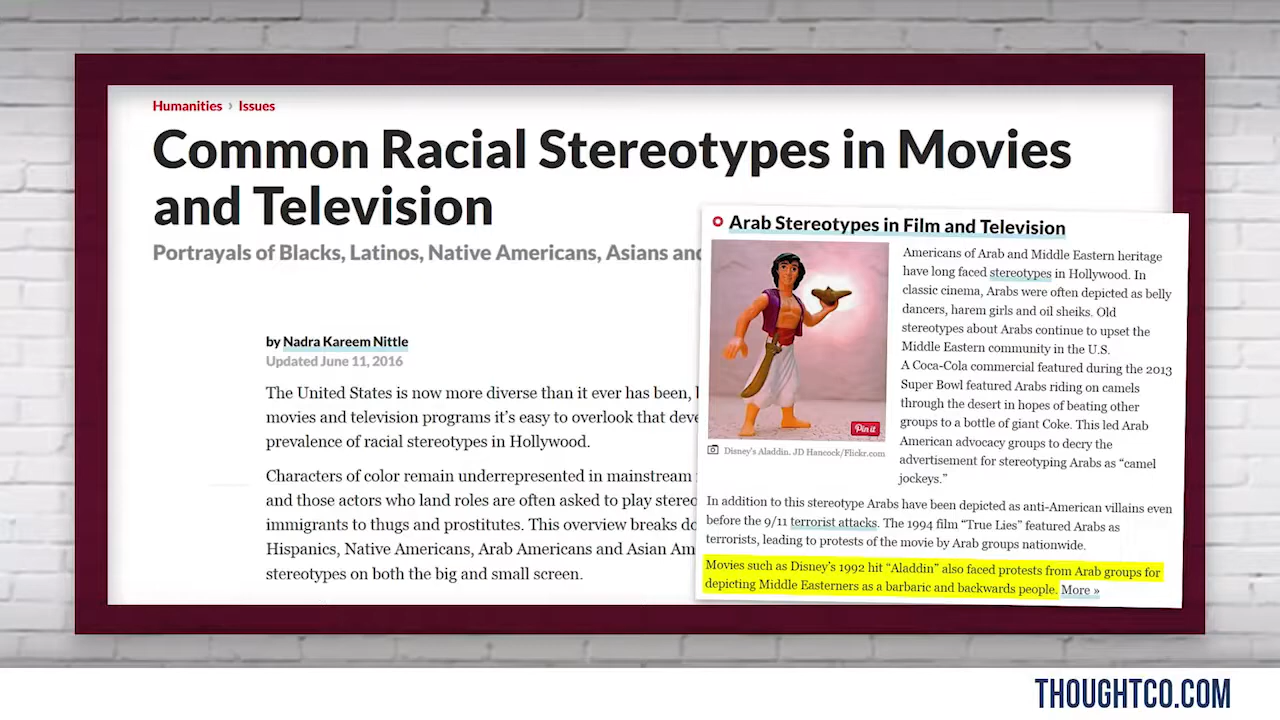 Humanities › Issues
Common Racial Stereotypes in Movies
and Television
Portrayals of Blacks, Latinos, Native Americans, Asians and
by Nadra Kareem Nittle
Updated June 11, 2016
The United States is now more diverse than it ever has been,
movies and television programs it’s easy to overlook that
prevalence of racial stereotypes in Hollywood.
Characters of color remain underrepresented in mainstream
and those actors who land roles are often asked to play
immigrants to thugs and prostitutes. This overview breaks
Hispanics, Native Americans, Arab Americans and Asian
stereotypes on both the big and small screen.
Arab Stereotypes in Film and Television
Pin it
Disney's Aladdin. JD Hancock/Flickr.com
Americans of Arab and Middle Eastern heritage
have long faced stereotypes in Hollywood. In
classic cinema, Arabs were often depicted as belly
dancers, harem girls and oil sheiks. Old
stereotypes about Arabs continue to upset the
Middle Eastern community in the U.S.
A Coca-Cola commercial featured during the 2013
Super Bowl featured Arabs riding on camels
through the desert in hopes of beating other
groups to a bottle of giant Coke. This led Arab
American advocacy groups to decry the
advertisement for stereotyping Arabs as “camel
jockeys.”
In addition to this stereotype Arabs have been depicted as anti-American villains even
before the 9/11 terrorist attacks. The 1994 film “True Lies” featured Arabs as
terrorists, leading to protests of the movie by Arab groups nationwide.
Movies such as Disney’s 1992 hit “Aladdin” also faced protests from Arab groups for
depicting Middle Easterners as a barbaric and backwards people. More »
THOUGHTCO.COM